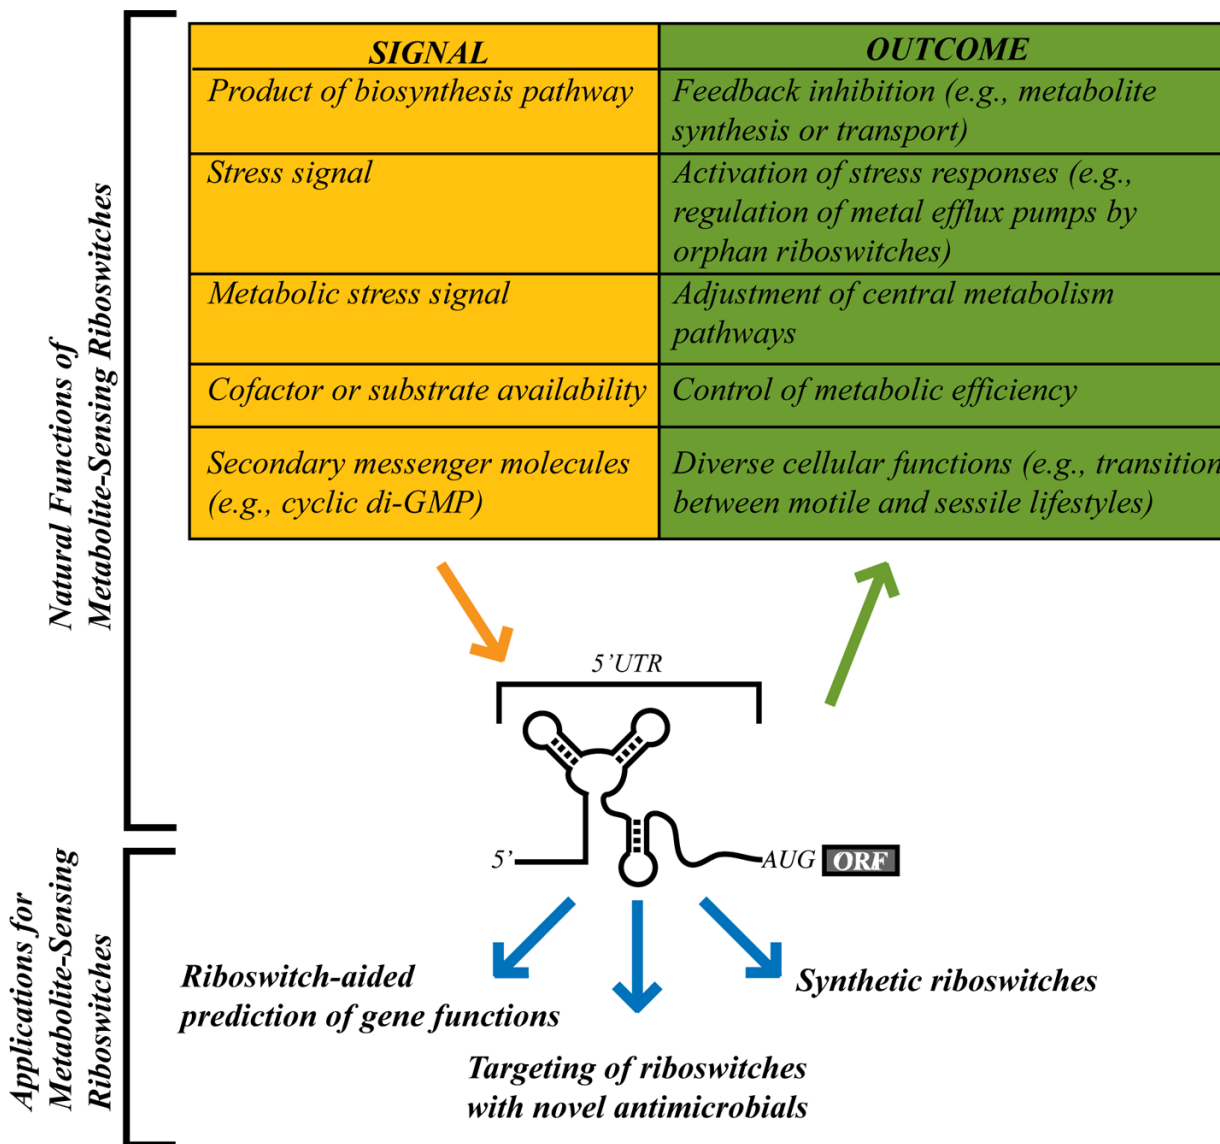 SIGNAL
OUTCOME
Product of biosynthesis pathway
Feedback inhibition (e.g., metabolite
synthesis or transport)
Stress signal
Activation of stress responses (e.g.,
regulation of metal efflux pumps by
orphan riboswitches)
Metabolic stress signal
Adjustment of central metabolism
pathways
Cofactor or substrate availability
Control of metabolic efficiency
Secondary messenger molecules
(e.g., cyclic di-GMP)
Diverse cellular functions (e.g., transition
between motile and sessile lifestyles)
Natural Functions of
Metabolite-Sensing Riboswitches
5’UTR
5’
AUG
ORF
Applications for
Metabolite-Sensing
Riboswitches
Riboswitch-aided
prediction of gene functions
Synthetic riboswitches
Targeting of riboswitches
with novel antimicrobials